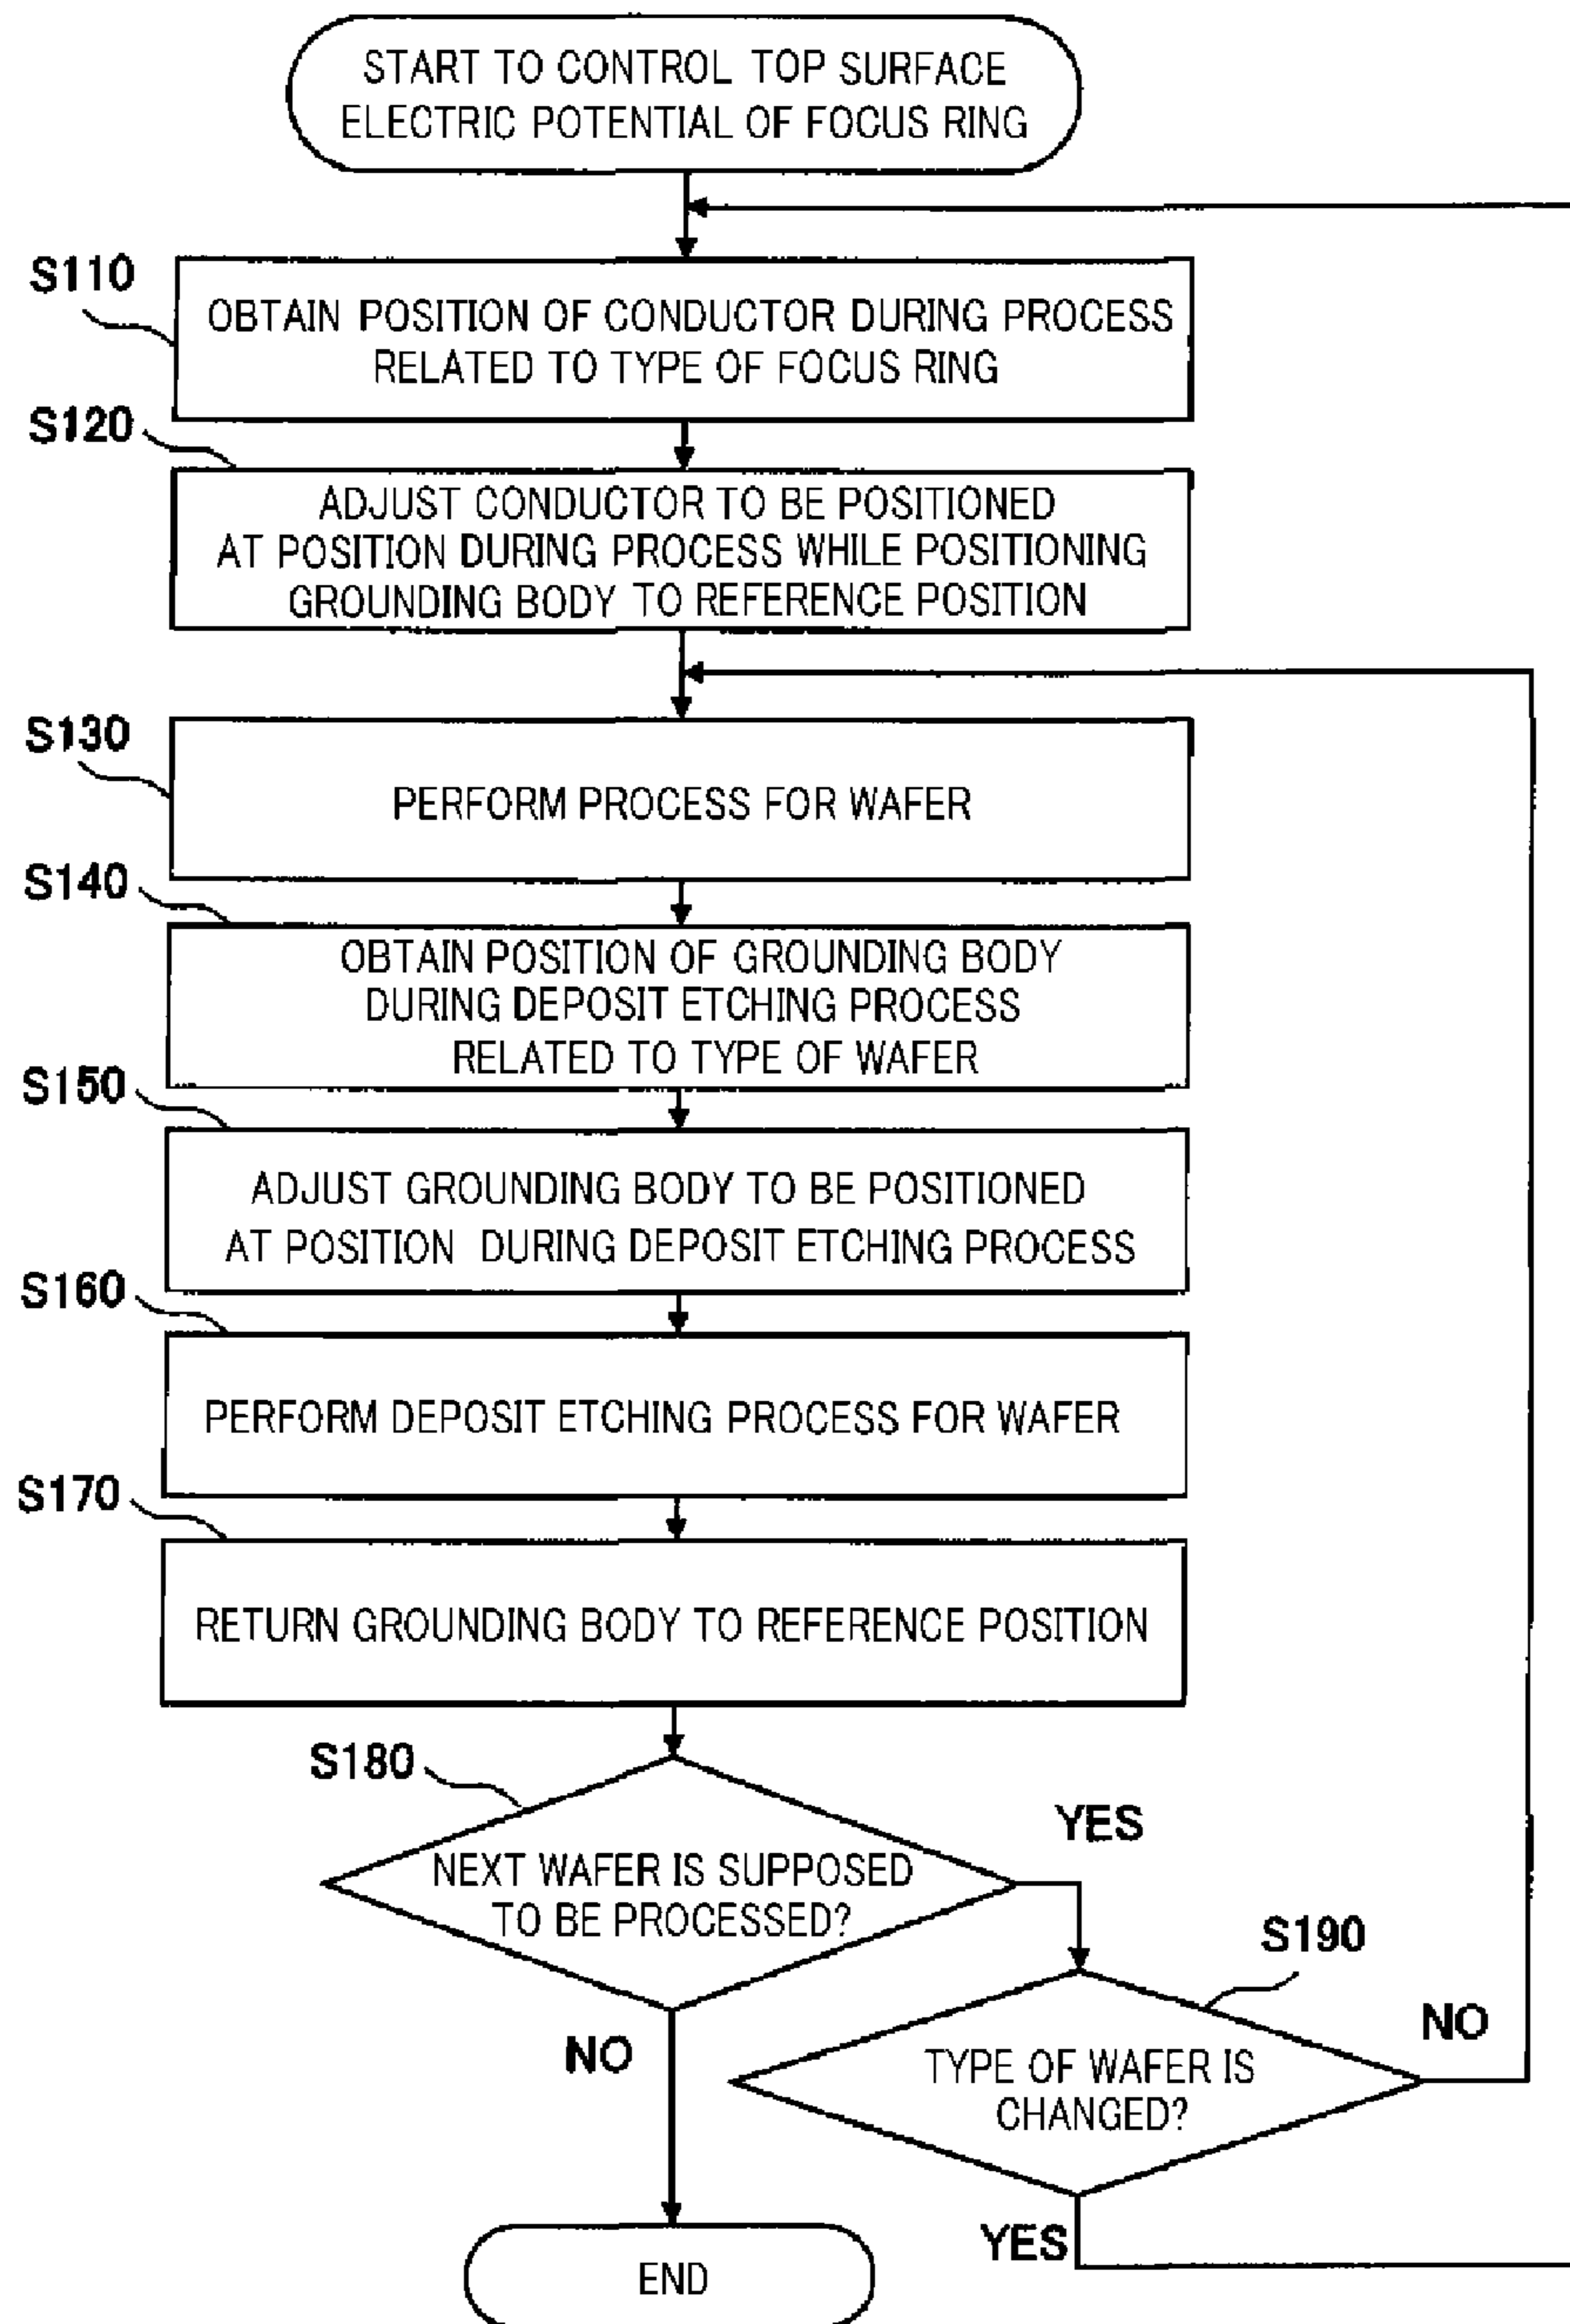 START TO CONTROL TOP SURFACE
ELECTRIC POTENTIAL OF FOCUS RING
S110
OBTAIN POSITION OF CONDUCTOR DURING PROCESS
RELATED TO TYPE OF FOCUS RING
S120
ADJUST CONDUCTOR TO BE POSITIONED
AT POSITION DURING PROCESS WHILE POSITIONING
GROUNDING BODY TO REFERENCE POSITION
S130
PERFORM PROCESS FOR WAFER
S140
OBTAIN POSITION OF GROUNDING BODY
DURING DEPOSIT ETCHING PROCESS
RELATED TO TYPE OF WAFER
S150
ADJUST GROUNDING BODY TO BE POSITIONED
AT POSITION DURING DEPOSIT ETCHING PROCESS
S160
PERFORM DEPOSIT ETCHING PROCESS FOR WAFER
S170
RETURN GROUNDING BODY TO REFERENCE POSITION
S180
NEXT WAFER IS SUPPOSED
TO BE PROCESSED?
YES
NO
S190
TYPE OF WAFER IS
CHANGED?
NO
YES
END